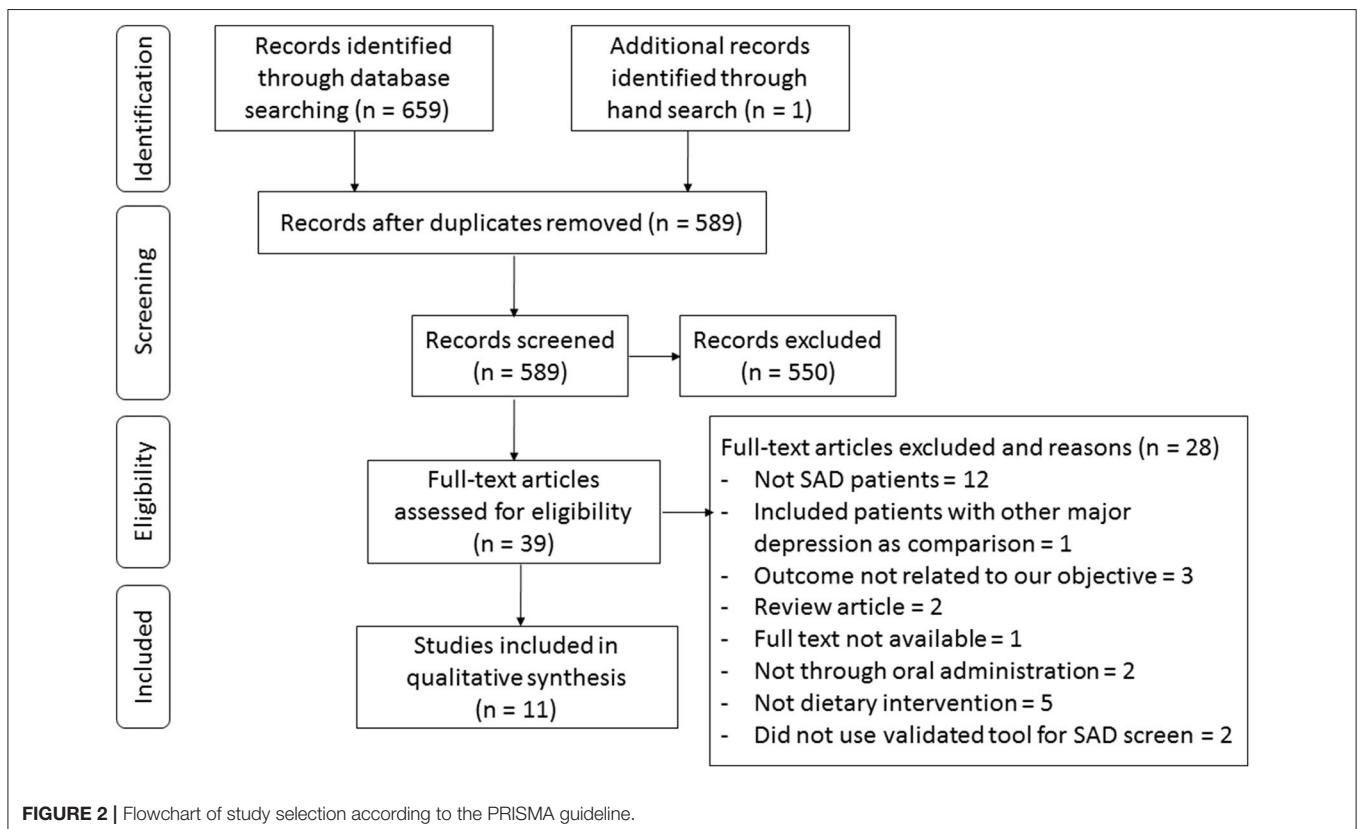 Identification
Records identified
through database
searching (n = 659)
Additional records
identified through
hand search (n = 1)
Records after duplicates removed (n = 589)
Screening
Records screened
(n = 589)
Records excluded
(n = 550)
Eligibility
Full-text articles
assessed for eligibility
(n = 39)
Full-text articles excluded and reasons (n = 28)
- Not SAD patients = 12
- Included patients with other major
depression as comparison = 1
- Outcome not related to our objective = 3
- Review article = 2
- Full text not available = 1
- Not through oral administration = 2
- Not dietary intervention = 5
- Did not use validated tool for SAD screen = 2
Included
Studies included in
qualitative synthesis
(n = 11)
FIGURE 2 | Flowchart of study selection according to the PRISMA guideline.